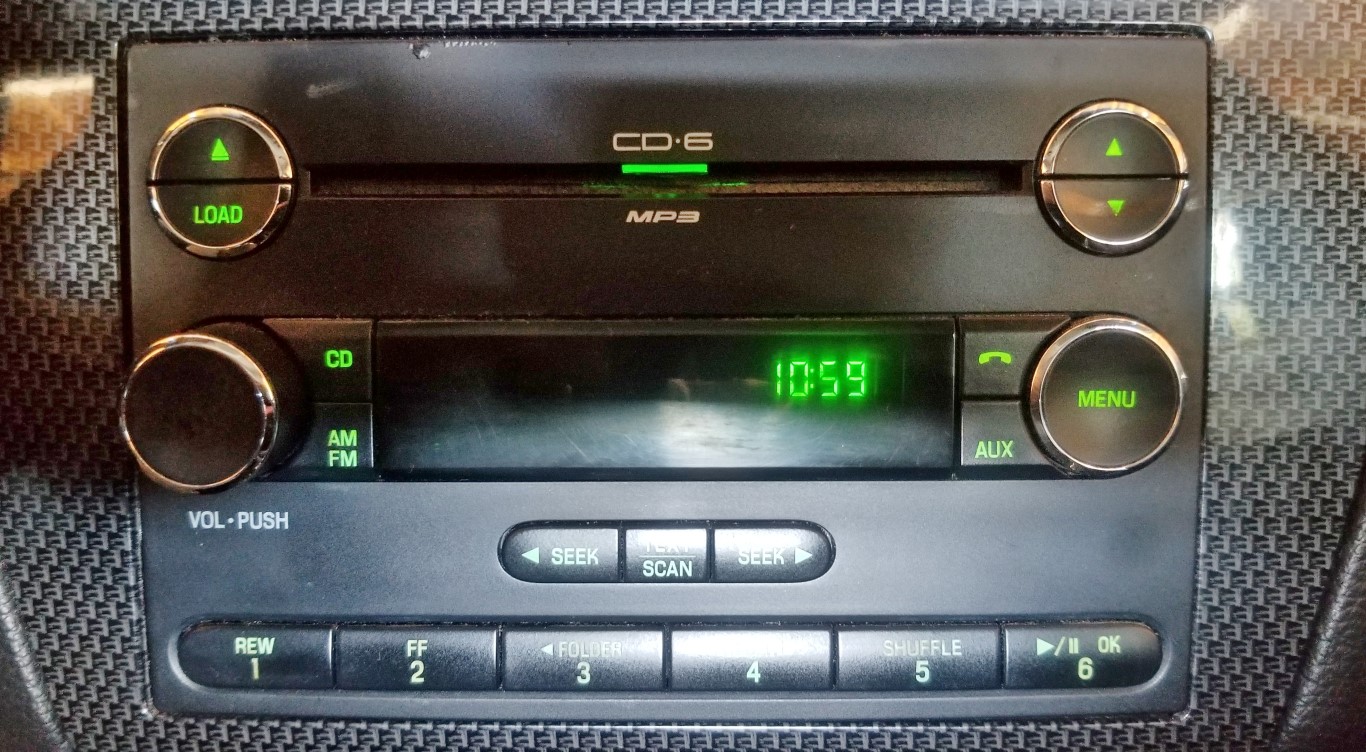 CD·6
LOAD
MP3
CD
10:59
MENU
AM
FM
AUX
VOL·PUSH
SEEK
TEXT
SCAN
SEEK
REW
1
FF
2
FOLDER
3
4
SHUFFLE
5
OK
6